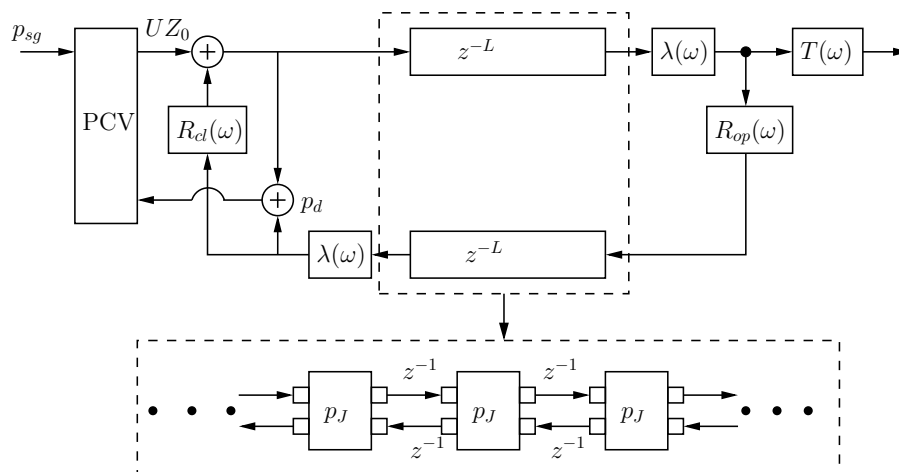 p_{sg}
UZ_0
+
z^{-L}
λ(ω)
T(ω)
PCV
R_{cl}(ω)
R_{op}(ω)
+
p_d
λ(ω)
z^{-L}
z^{-1}
z^{-1}
p_J
p_J
p_J
z^{-1}
z^{-1}